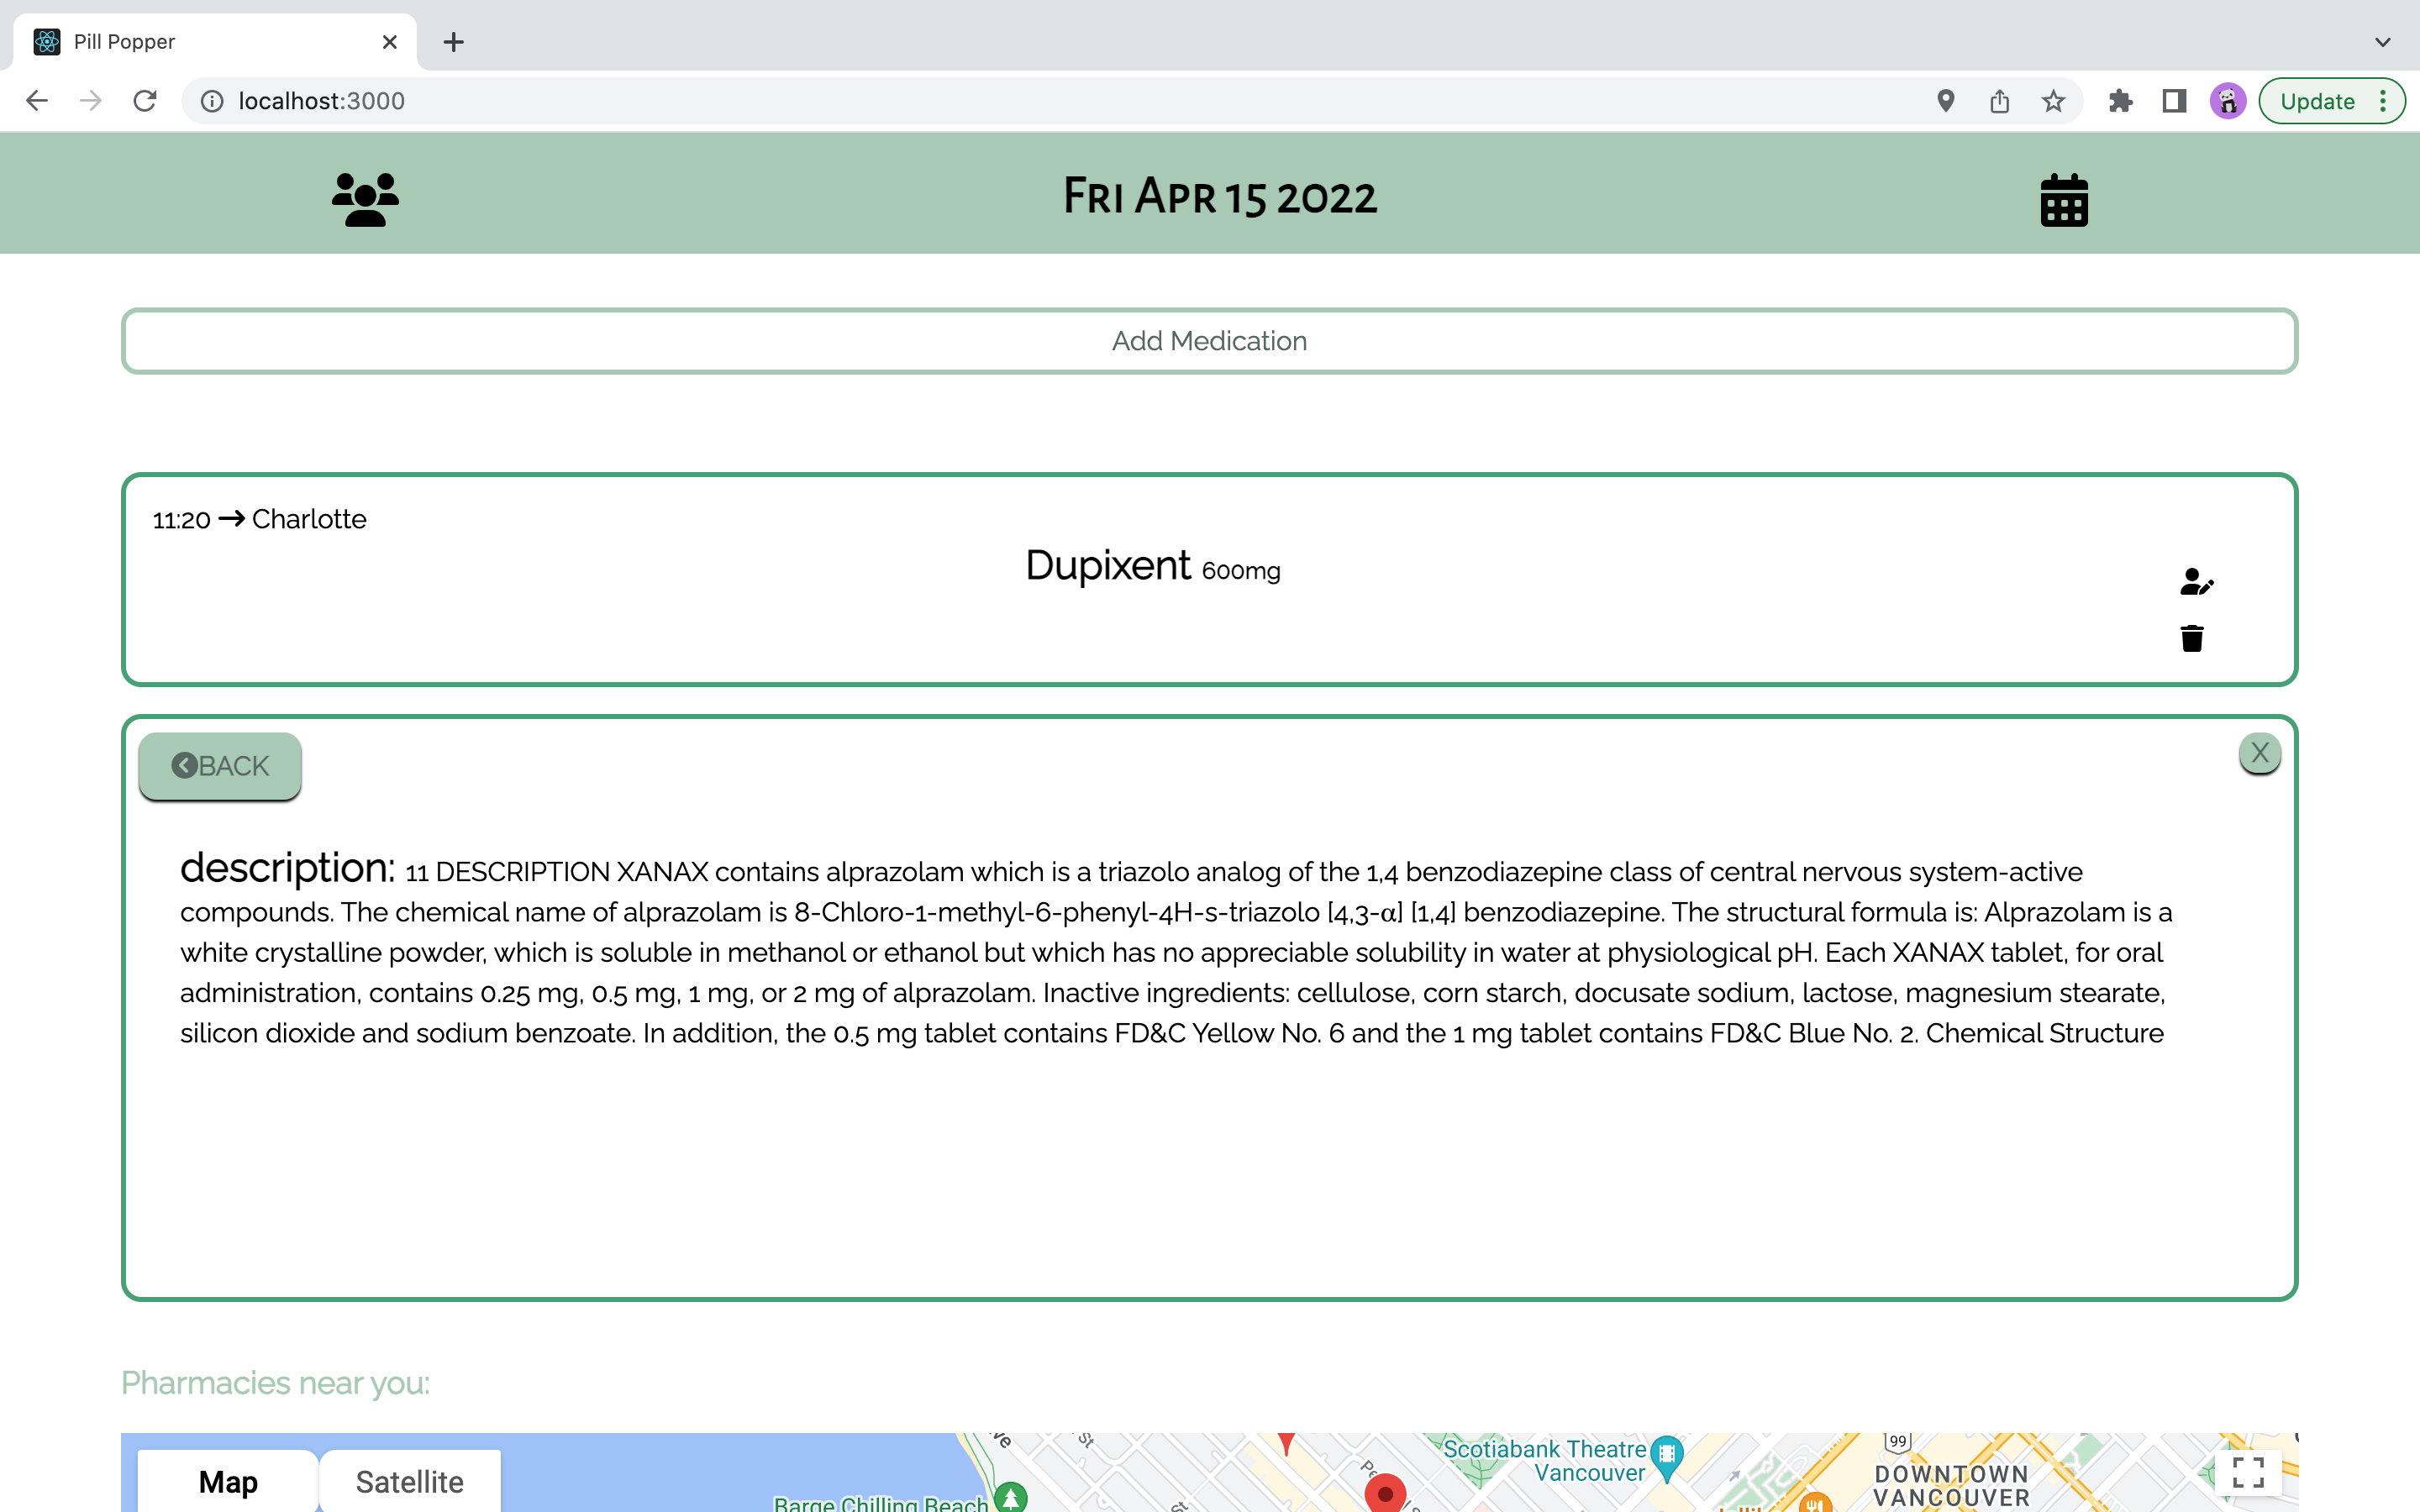 Pill Popper
localhost:3000
Update
Fri Apr 15 2022
Add Medication
11:20 → Charlotte
Dupixent 600mg
BACK
X
description: 11 DESCRIPTION XANAX contains alprazolam which is a triazolo analog of the 1,4 benzodiazepine class of central nervous system-active
compounds. The chemical name of alprazolam is 8-Chloro-1-methyl-6-phenyl-4H-s-triazolo [4,3-α] [1,4] benzodiazepine. The structural formula is: Alprazolam is a
white crystalline powder, which is soluble in methanol or ethanol but which has no appreciable solubility in water at physiological pH. Each XANAX tablet, for oral
administration, contains 0.25 mg, 0.5 mg, 1 mg, or 2 mg of alprazolam. Inactive ingredients: cellulose, corn starch, docusate sodium, lactose, magnesium stearate,
silicon dioxide and sodium benzoate. In addition, the 0.5 mg tablet contains FD&C Yellow No. 6 and the 1 mg tablet contains FD&C Blue No. 2. Chemical Structure
Pharmacies near you:
Map
Satellite
St
Scotiabank Theatre
Vancouver
99
DOWNTOWN
VANCOUVER
Barge Chilling Beach
St